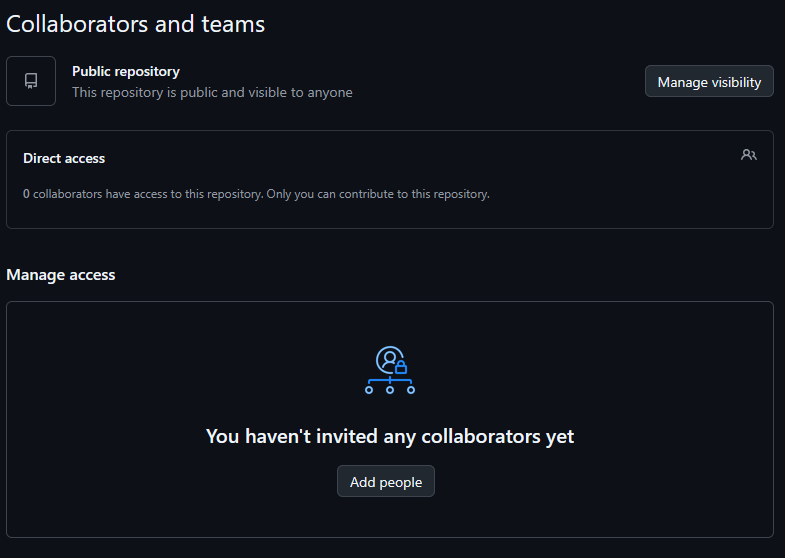 Collaborators and teams
Public repository
This repository is public and visible to anyone
Manage visibility
Direct access
0 collaborators have access to this repository. Only you can contribute to this repository.
Manage access
You haven't invited any collaborators yet
Add people